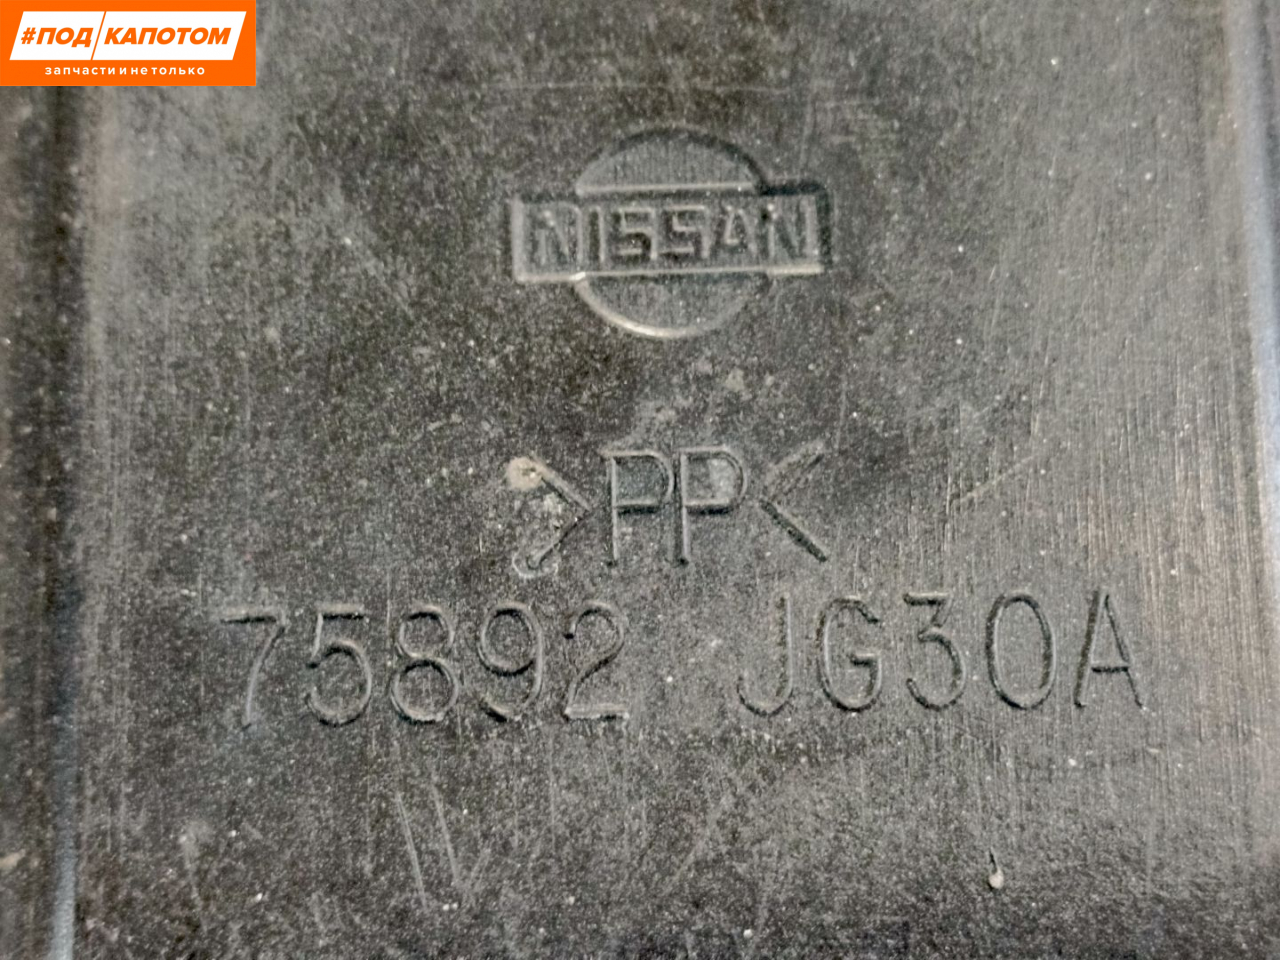 #ПОД КАПОТОМ
запчасти и не только
NISSAN
>PP<
75892 JG30A